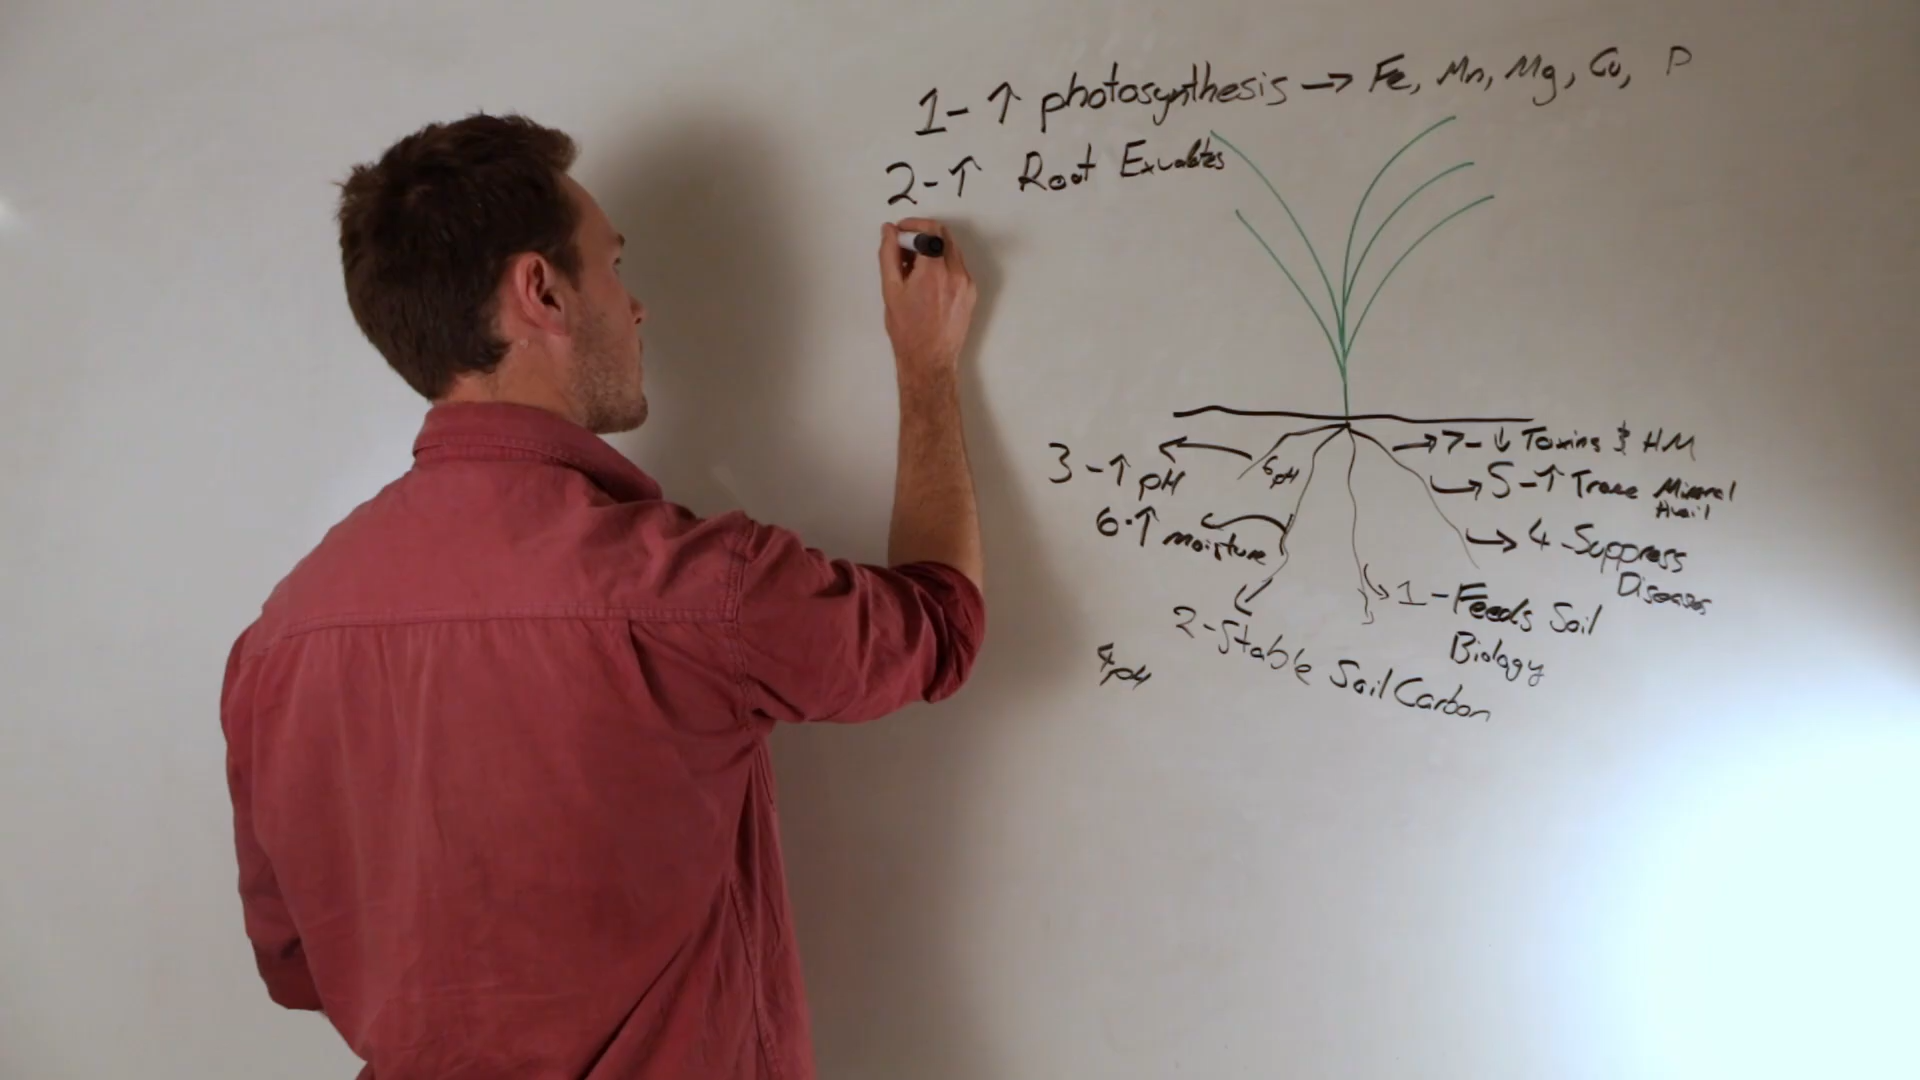 1-↑ photosynthesis → Fe, Mn, Mg, Cu, P
2-↑ Root Exudates
3-↑ pH
6pH
→ 7-↓ Toxins & HM
→ 5-↑ Trace Mineral
Avail
6.↑ moisture
→ 4-Suppress
Diseases
→ 1-Feeds Soil
Biology
2-Stable Soil Carbon
pH